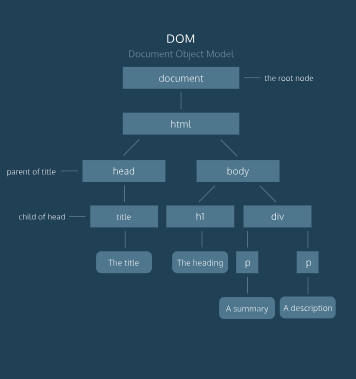 DOM
Document Object Model
document
the root node
html
parent of title
head
body
child of head
title
h1
div
The title
The heading
p
p
A summary
A description